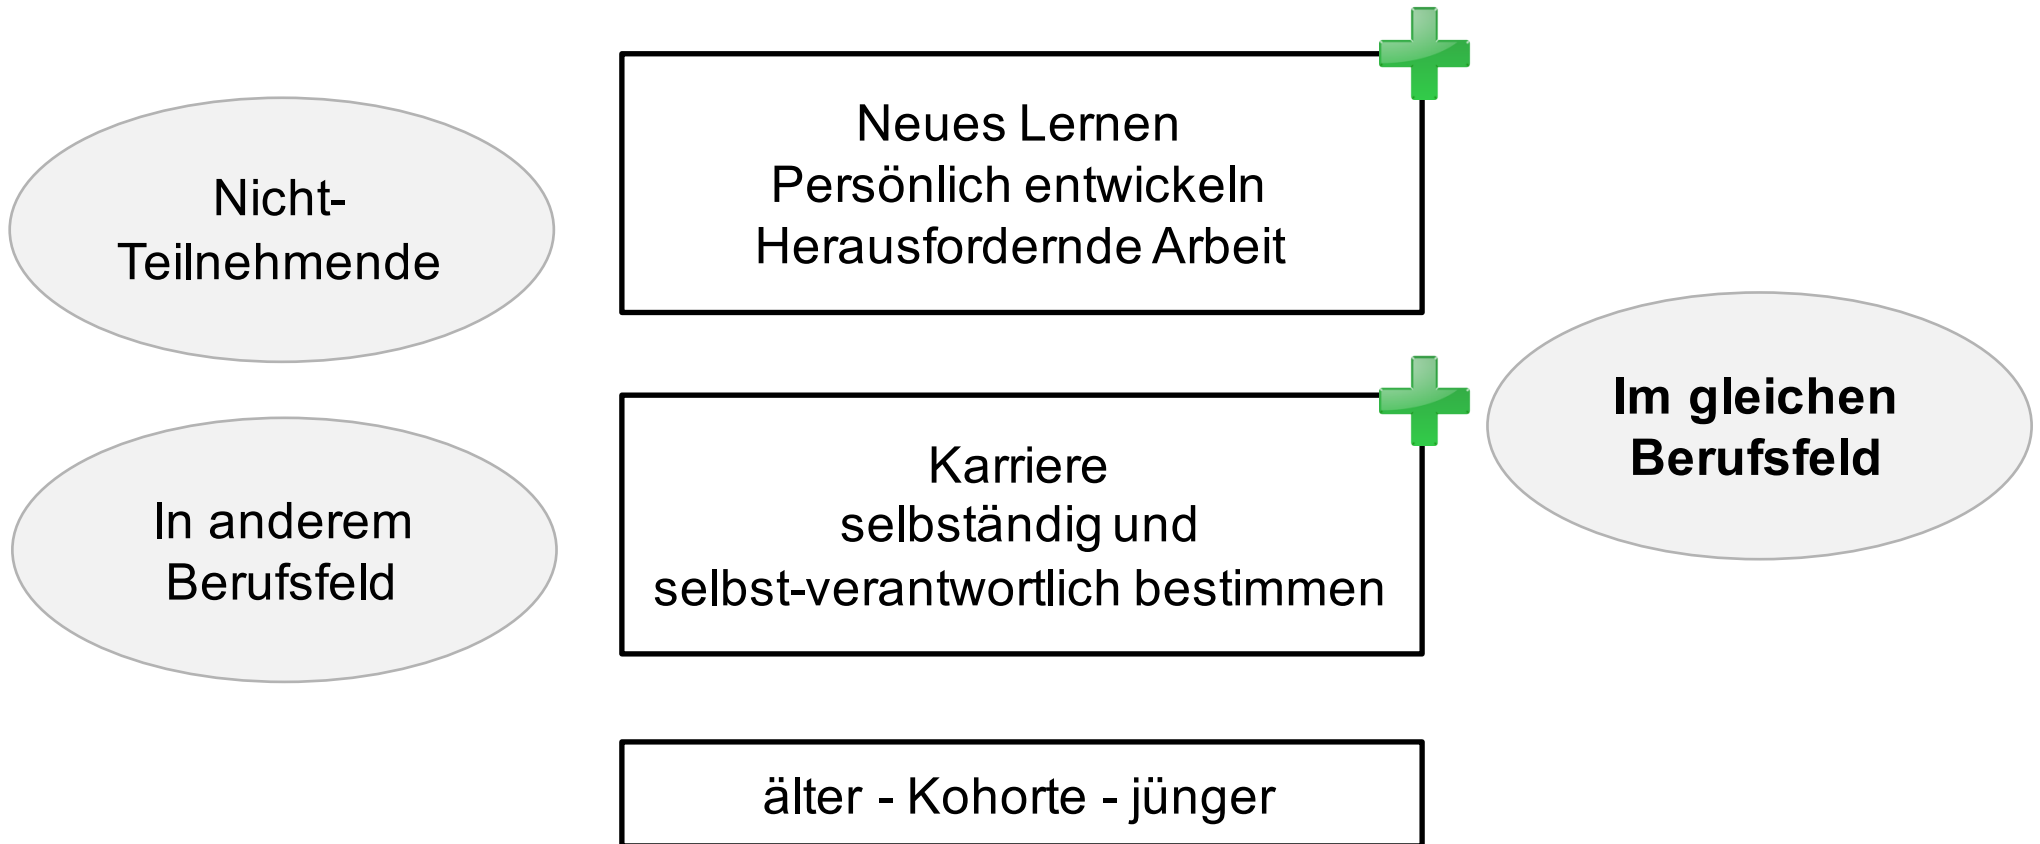 Nicht-
Teilnehmende
In anderem
Berufsfeld
Neues Lernen
Persönlich entwickeln
Herausfordernde Arbeit
Karriere
selbständig und
selbst-verantwortlich bestimmen
älter - Kohorte - jünger
Im gleichen
Berufsfeld